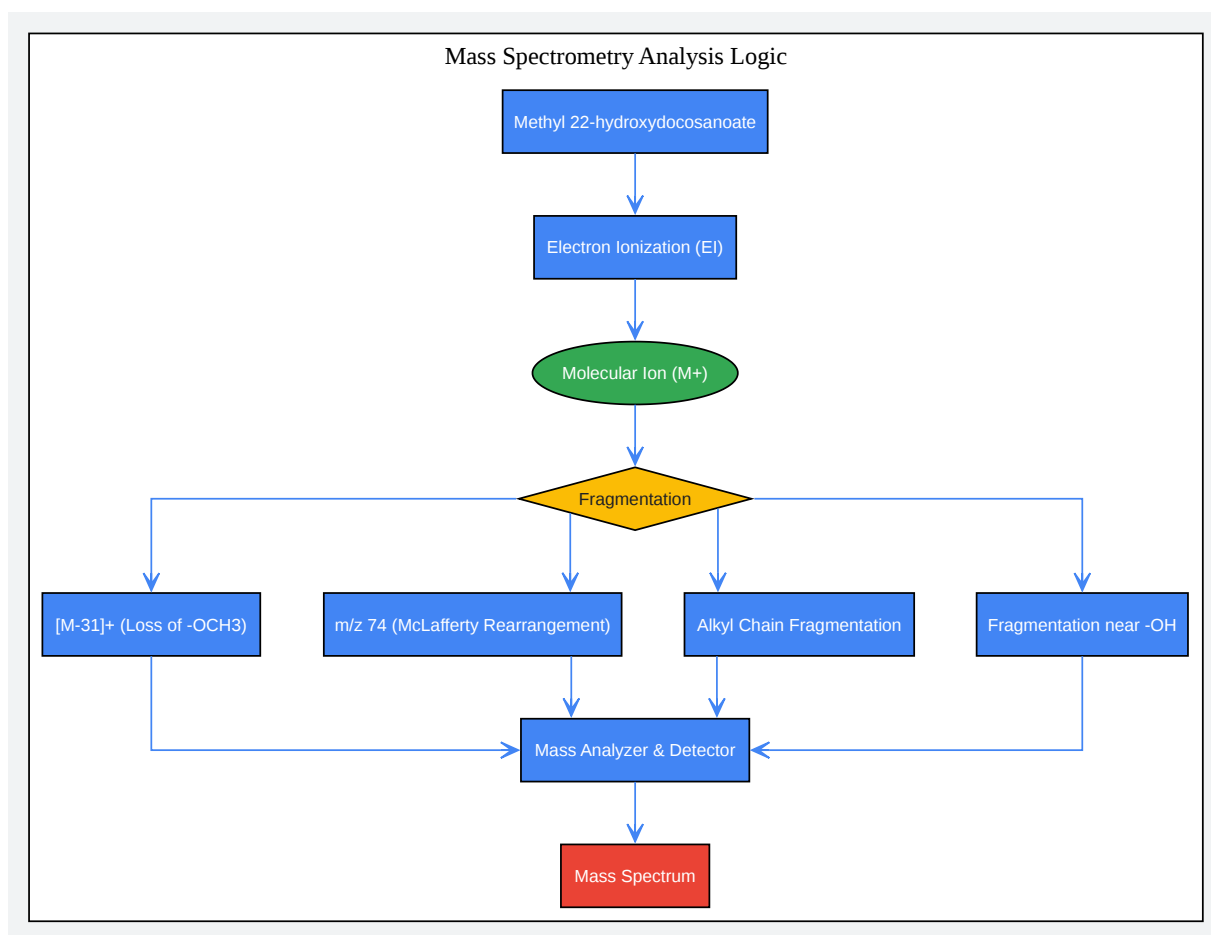 Mass Spectrometry Analysis Logic
Methyl 22-hydroxydocosanoate
Electron Ionization (EI)
Molecular Ion (M+)
Fragmentation
[M-31]+ (Loss of -OCH3)
m/z 74 (McLafferty Rearrangement)
Alkyl Chain Fragmentation
Fragmentation near -OH
Mass Analyzer & Detector
Mass Spectrum